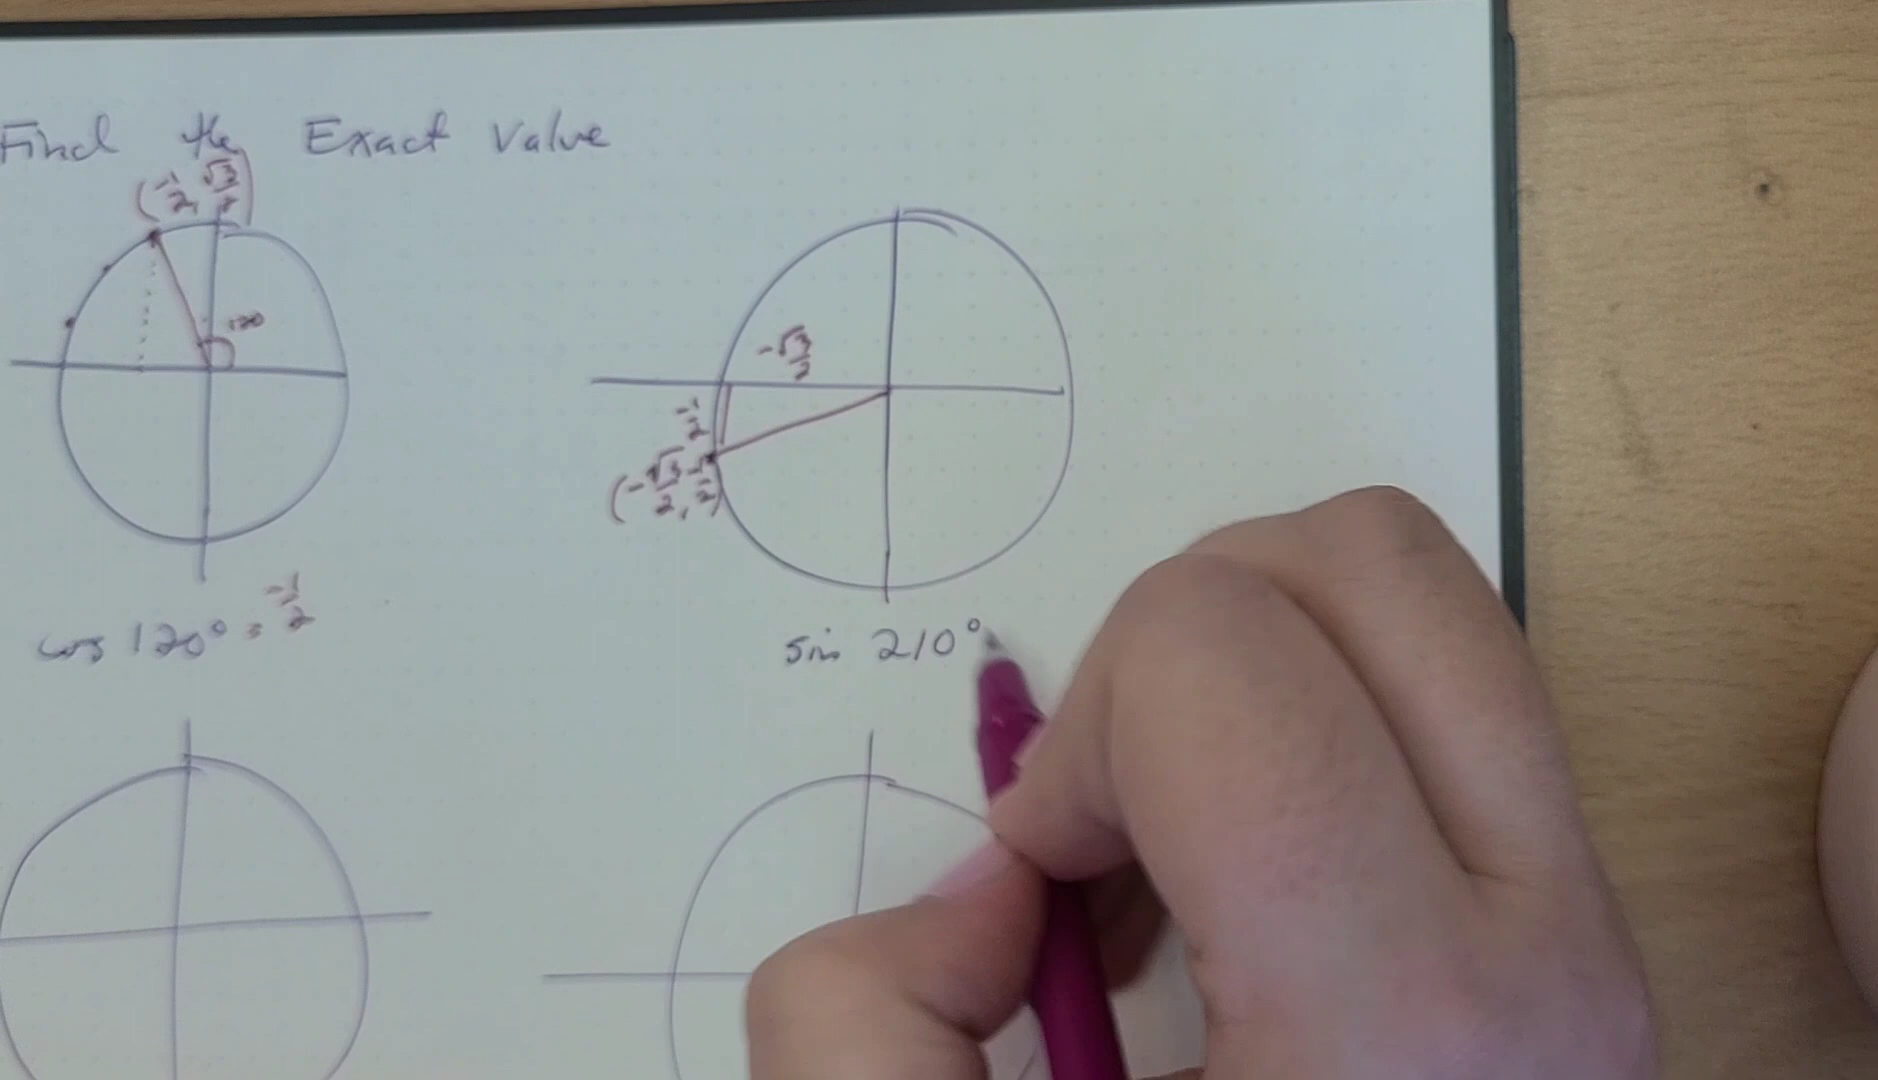 Find the Exact Value
(-1/2, √3/2)
120
-√3/2
-1/2
(-√3/2, -1/2)
cos 120° = -1/2
sin 210°